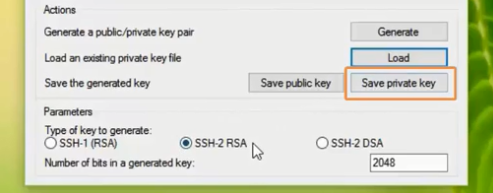 Actions
Generate a public/private key pair Generate
Load an existing private key file Load
Save the generated key Save public key Save private key
Parameters
Type of key to generate:
SSH-1 (RSA) SSH-2 RSA SSH-2 DSA
Number of bits in a generated key: 2048